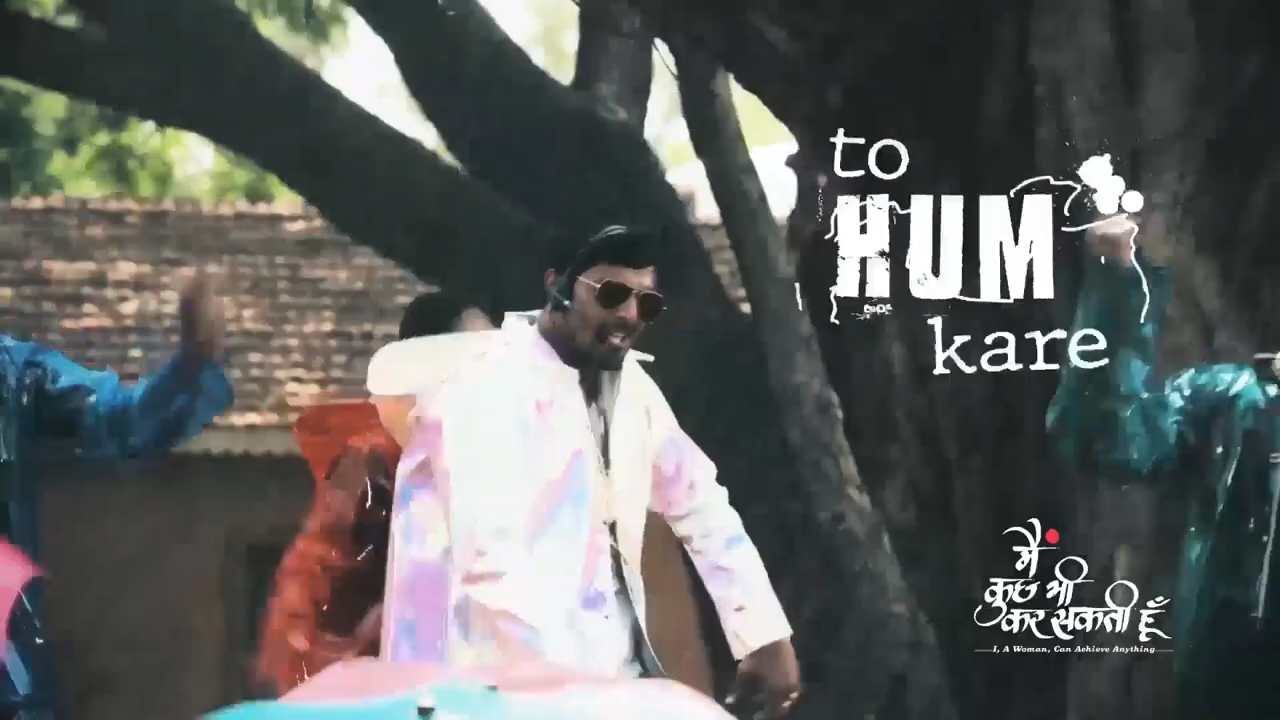 to
HUM
kare
मैं
कुछ भी
कर सकती हूँ
I, A Woman, Can Achieve Anything